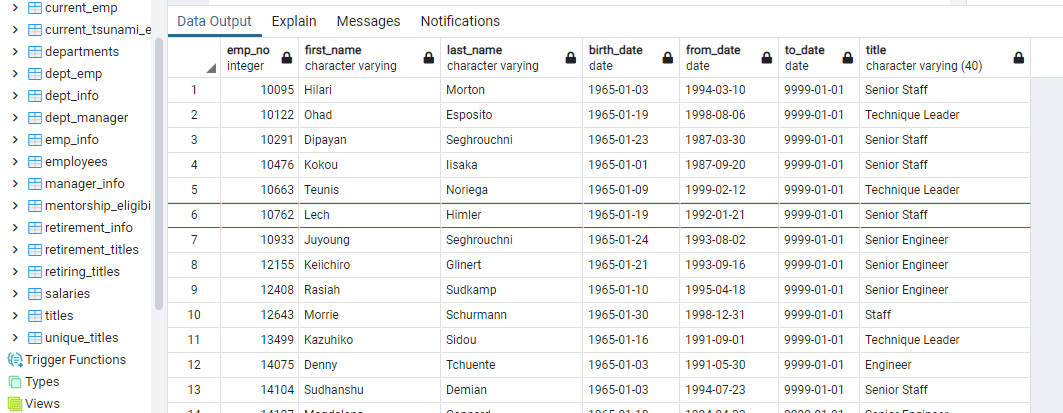 current_emp
current_tsunami_e
departments
dept_emp
dept_info
dept_manager
emp_info
employees
manager_info
mentorship_eligibi
retirement_info
retirement_titles
retiring_titles
salaries
titles
unique_titles
Trigger Functions
Types
Views
Data Output Explain Messages Notifications
emp_no first_name last_name birth_date from_date to_date title
integer character varying character varying date date date character varying (40)
1 10095 Hilari Morton 1965-01-03 1994-03-10 9999-01-01 Senior Staff
2 10122 Ohad Esposito 1965-01-19 1998-08-06 9999-01-01 Technique Leader
3 10291 Dipayan Seghrouchni 1965-01-23 1987-03-30 9999-01-01 Senior Staff
4 10476 Kokou Iisaka 1965-01-01 1987-09-20 9999-01-01 Senior Staff
5 10663 Teunis Noriega 1965-01-09 1999-02-12 9999-01-01 Technique Leader
6 10762 Lech Himler 1965-01-19 1992-01-21 9999-01-01 Senior Staff
7 10933 Juyoung Seghrouchni 1965-01-24 1993-08-02 9999-01-01 Senior Engineer
8 12155 Keiichiro Glinert 1965-01-21 1993-09-16 9999-01-01 Senior Engineer
9 12408 Rasiah Sudkamp 1965-01-10 1995-04-18 9999-01-01 Senior Engineer
10 12643 Morrie Schurmann 1965-01-30 1998-12-31 9999-01-01 Staff
11 13499 Kazuhiko Sidou 1965-01-16 1991-09-01 9999-01-01 Technique Leader
12 14075 Denny Tchuente 1965-01-03 1991-05-30 9999-01-01 Engineer
13 14104 Sudhanshu Demian 1965-01-03 1994-07-23 9999-01-01 Senior Staff